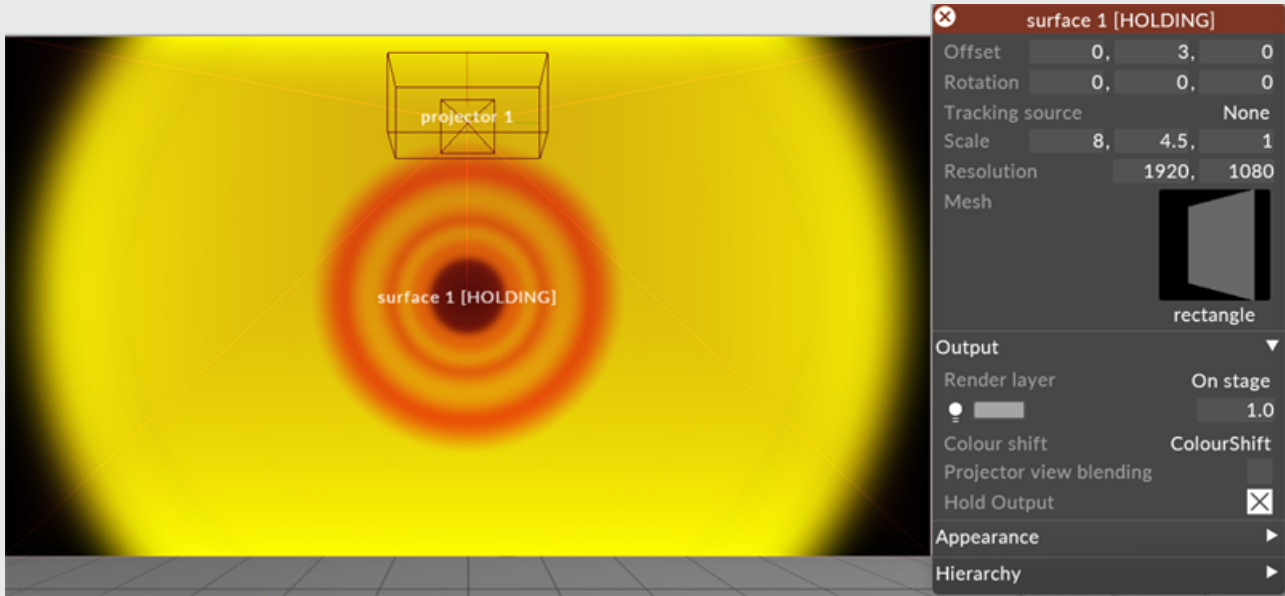 projector 1
surface 1 [HOLDING]
surface 1 [HOLDING]
Offset 0, 3, 0
Rotation 0, 0, 0
Tracking source None
Scale 8, 4.5, 1
Resolution 1920, 1080
Mesh
rectangle
Output
Render layer On stage
1.0
Colour shift ColourShift
Projector view blending
Hold Output
Appearance
Hierarchy